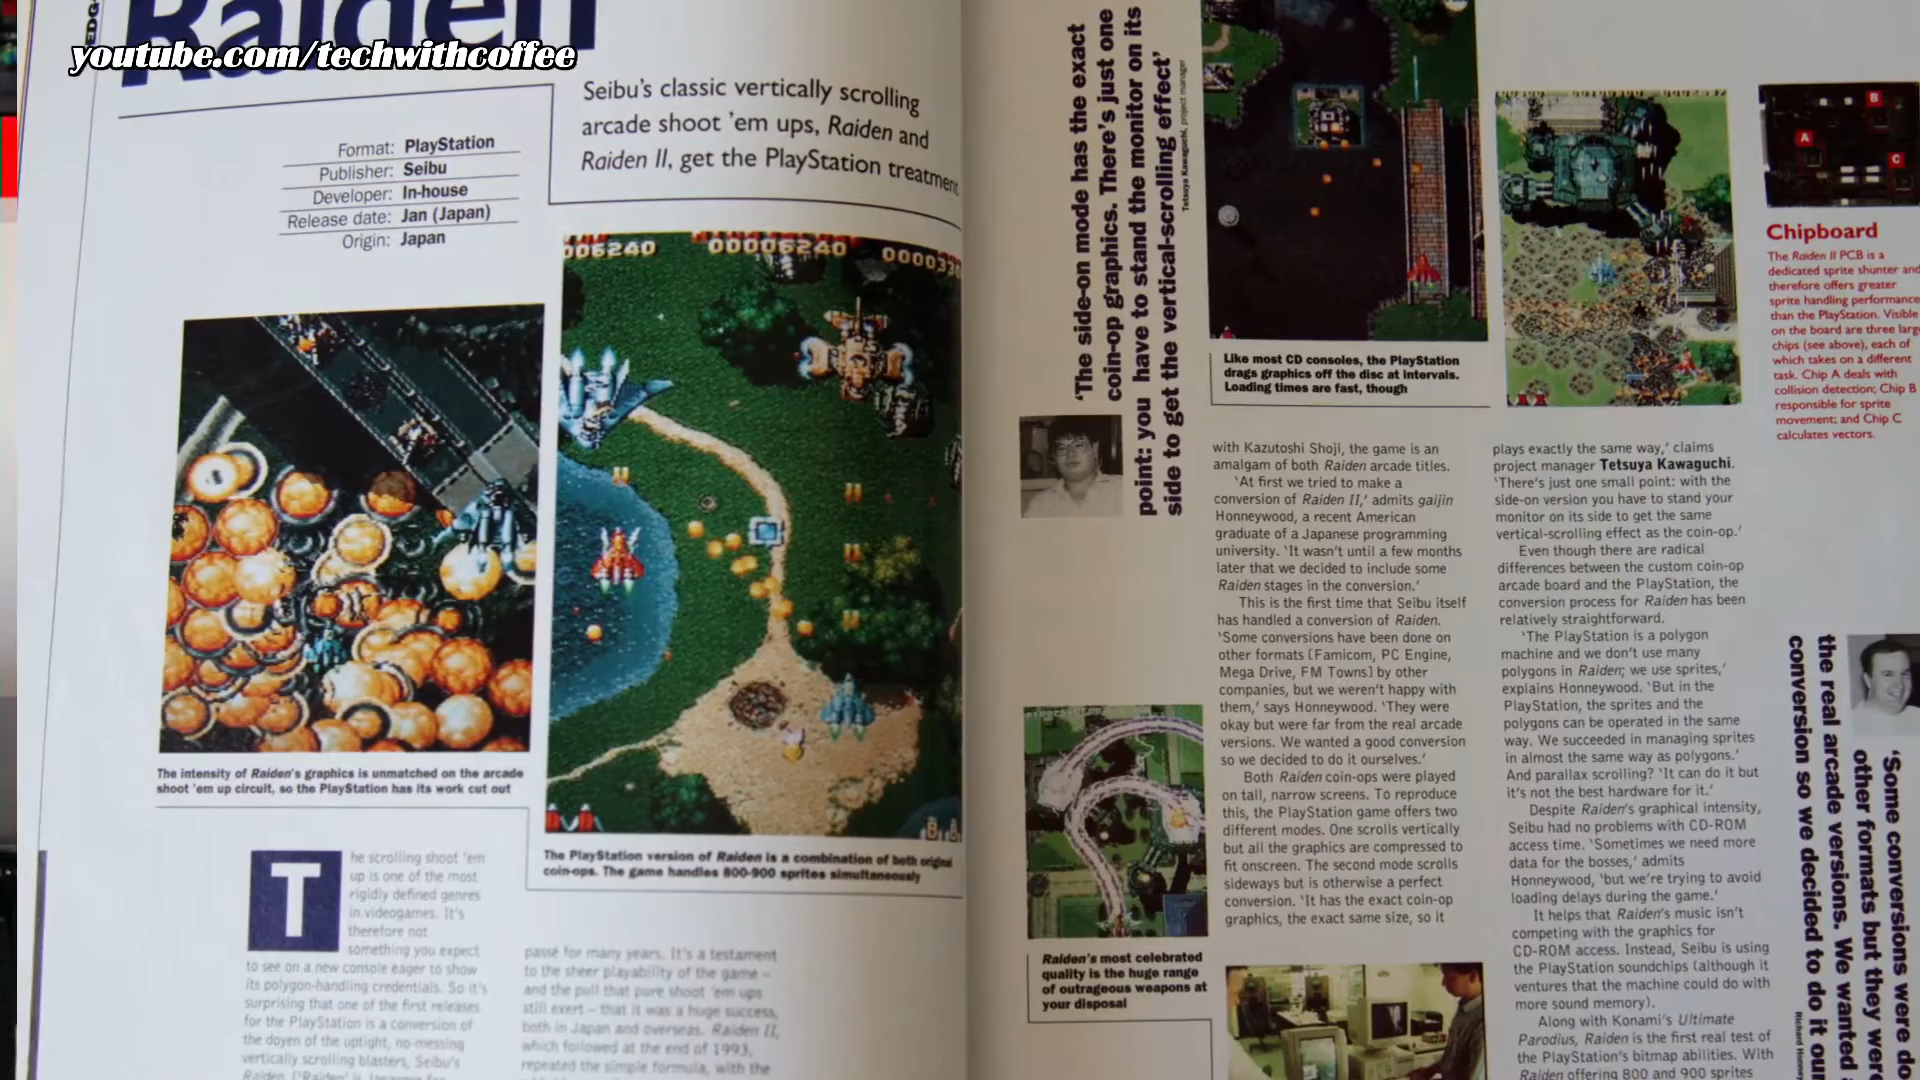 EDG
Raiden
youtube.com/techwithcoffee
Seibu's classic vertically scrolling
arcade shoot 'em ups, Raiden and
Raiden II, get the PlayStation treatment
Format: PlayStation
Publisher: Seibu
Developer: In-house
Release date: Jan (Japan)
Origin: Japan
006240
00006240
The intensity of Raiden's graphics is unmatched on the arcade
shoot 'em up circuit, so the PlayStation has its work cut out
The PlayStation version of Raiden is a combination of both original
coin-ops. The game handles 800-900 sprites simultaneously
The scrolling shoot 'em
up is one of the most
rigidly defined genres
in videogames. It's
therefore not
something you expect
to see on a new console eager to show
its polygon-handling credentials. So it's
surprising that one of the first releases
for the PlayStation is a conversion of
the doyen of the uptight, no-messing
vertically scrolling blasters, Seibu's
passé for many years. It's a testament
to the sheer playability of the game –
and the pull that pure shoot 'em ups
still exert – that it was a huge success,
both in Japan and overseas. Raiden II,
which followed at the end of 1993,
repeated the simple formula, with the
'The side-on mode has the exact
coin-op graphics. There's just one
point: you have to stand the monitor on its
side to get the vertical-scrolling effect'
Tetsuya Kawaguchi, project manager
Like most CD consoles, the PlayStation
drags graphics off the disc at intervals.
Loading times are fast, though
with Kazutoshi Shoji, the game is an
amalgam of both Raiden arcade titles.
'At first we tried to make a
conversion of Raiden II,' admits gaijin
Honneywood, a recent American
graduate of a Japanese programming
university. 'It wasn't until a few months
later that we decided to include some
Raiden stages in the conversion.'
This is the first time that Seibu itself
has handled a conversion of Raiden.
'Some conversions have been done on
other formats [Famicom, PC Engine,
Mega Drive, FM Towns] by other
companies, but we weren't happy with
them,' says Honneywood. 'They were
okay but were far from the real arcade
versions. We wanted a good conversion
so we decided to do it ourselves.'
Both Raiden coin-ops were played
on tall, narrow screens. To reproduce
this, the PlayStation game offers two
different modes. One scrolls vertically
but all the graphics are compressed to
fit onscreen. The second mode scrolls
sideways but is otherwise a perfect
conversion. 'It has the exact coin-op
graphics, the exact same size, so it
Raiden's most celebrated
quality is the huge range
of outrageous weapons at
your disposal
plays exactly the same way,' claims
project manager Tetsuya Kawaguchi.
'There's just one small point: with the
side-on version you have to stand your
monitor on its side to get the same
vertical-scrolling effect as the coin-op.'
Even though there are radical
differences between the custom coin-op
arcade board and the PlayStation, the
conversion process for Raiden has been
relatively straightforward.
'The PlayStation is a polygon
machine and we don't use many
polygons in Raiden; we use sprites,'
explains Honneywood. 'But in the
PlayStation, the sprites and the
polygons can be operated in the same
way. We succeeded in managing sprites
in almost the same way as polygons.'
And parallax scrolling? 'It can do it but
it's not the best hardware for it.'
Despite Raiden's graphical intensity,
Seibu had no problems with CD-ROM
access time. 'Sometimes we need more
data for the bosses,' admits
Honneywood, 'but we're trying to avoid
loading delays during the game.'
It helps that Raiden's music isn't
competing with the graphics for
CD-ROM access. Instead, Seibu is using
the PlayStation soundchips (although it
ventures that the machine could do with
more sound memory).
Along with Konami's Ultimate
Parodius, Raiden is the first real test of
the PlayStation's bitmap abilities. With
Raiden offering 800 and 900 sprites
A
B
C
Chipboard
The Raiden II PCB is a
dedicated sprite shunter and
therefore offers greater
sprite handling performance
than the PlayStation. Visible
on the board are three large
chips (see above), each of
which takes on a different
task. Chip A deals with
collision detection; Chip B
responsible for sprite
movement; and Chip C
calculates vectors.
'Some conversions were do
other formats but they were
the real arcade versions. We wanted
conversion so we decided to do it our